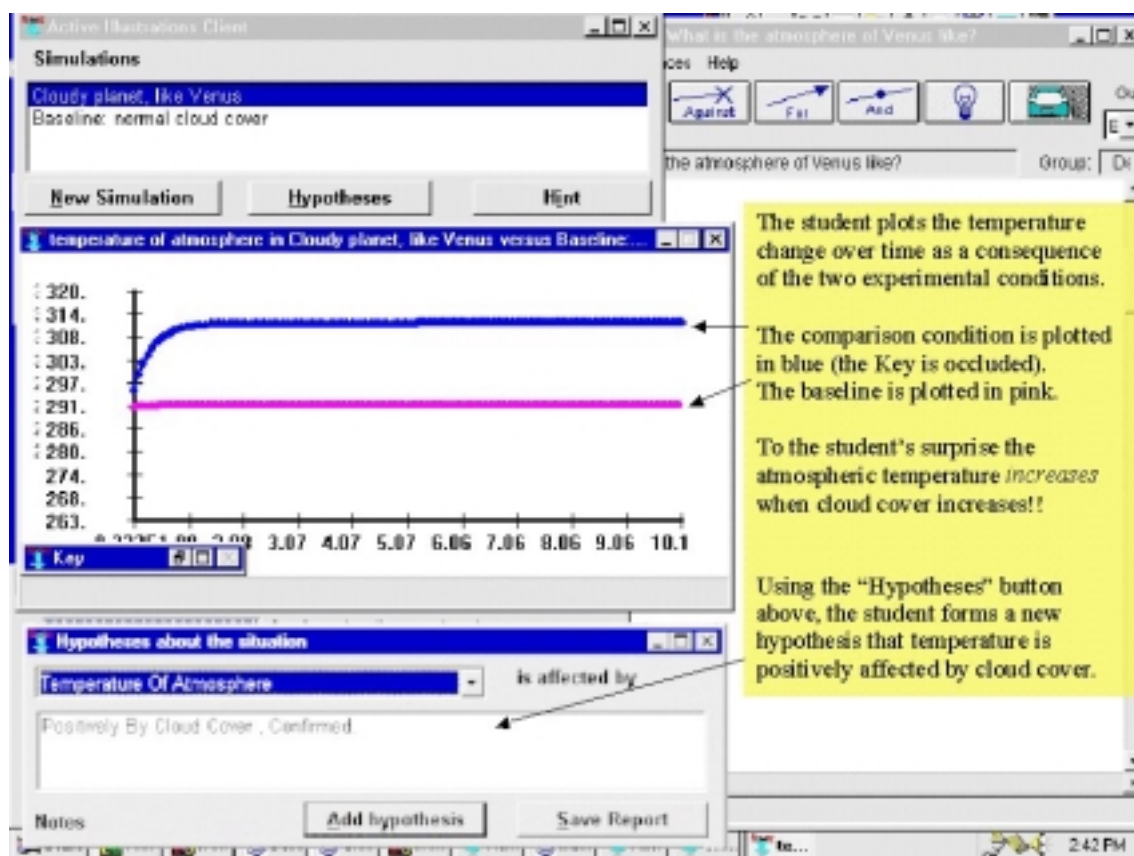 Active Illustrations Client
Simulations
Cloudy planet, like Venus
Baseline: normal cloud cover
New Simulation
Hypotheses
Hint
What is the atmosphere of Venus like?
Help
Against
For
And
the atmosphere of Venus like?
Group:
temperature of atmosphere in Cloudy planet, like Venus versus Baseline:....
320.
314.
308.
303.
297.
291.
286.
280.
274.
268.
263.
3.07 4.07 5.07 6.06 7.06 8.06 9.06 10.1
Key
The student plots the temperature
change over time as a consequence
of the two experimental conditions.
The comparison condition is plotted
in blue (the Key is occluded).
The baseline is plotted in pink.
To the student's surprise the
atmospheric temperature increases
when cloud cover increases!!
Using the “Hypotheses” button
above, the student forms a new
hypothesis that temperature is
positively affected by cloud cover.
Hypotheses about the situation
Temperature Of Atmosphere
is affected by
Positively By Cloud Cover , Confirmed.
Notes
Add hypothesis
Save Report
te...
2:42 PM